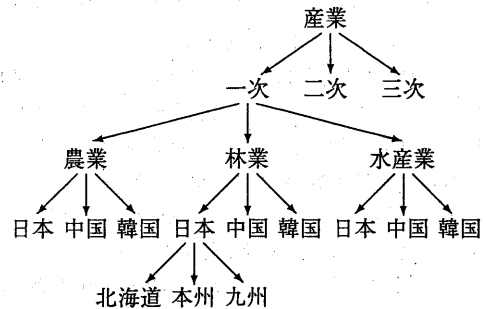 産業
一次 二次 三次
農業 林業 水産業
日本 中国 韓国 日本 中国 韓国 日本 中国 韓国
北海道 本州 九州